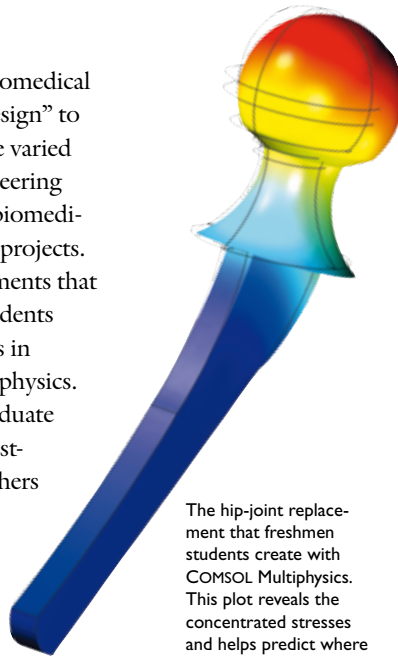 omedical
sign” to
e varied
eering
biomedi-
projects.
ments that
dents
s in
physics.
duate
st-
hers
The hip-joint replace-
ment that freshmen
students create with
COMSOL Multiphysics.
This plot reveals the
concentrated stresses
and helps predict where